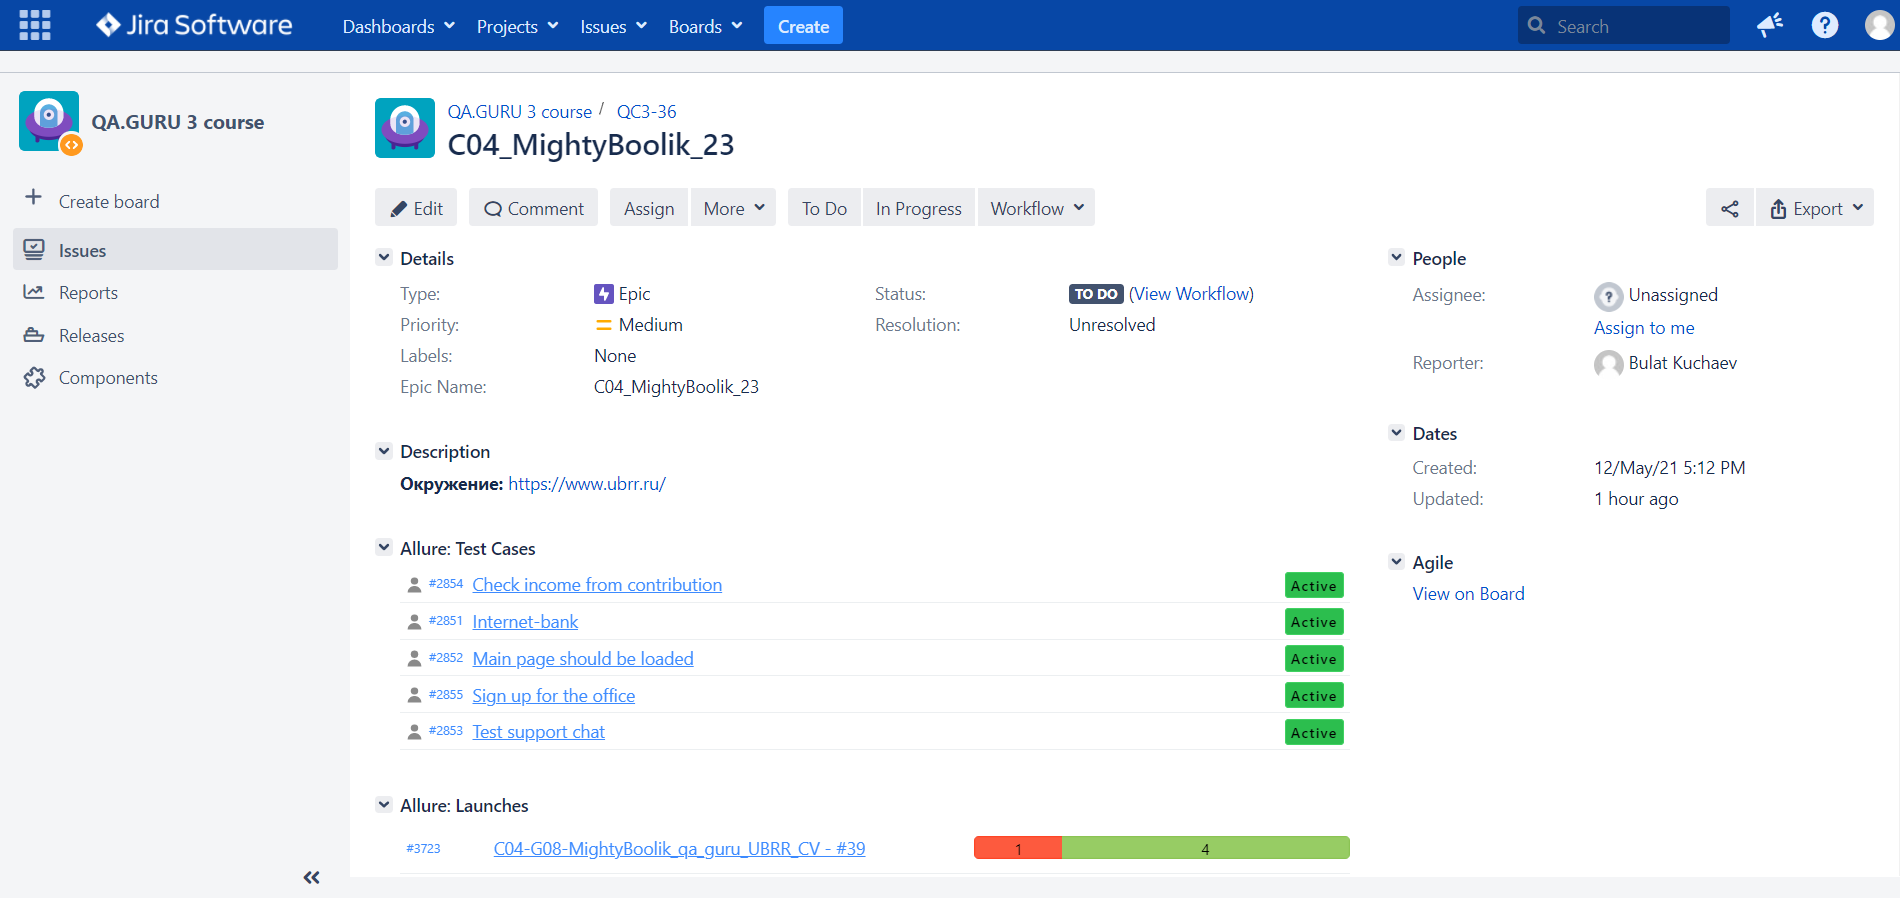 Jira Software Dashboards Projects Issues Boards Create Search
QA.GURU 3 course
Create board
Issues
Reports
Releases
Components
QA.GURU 3 course / QC3-36
C04_MightyBoolik_23
Edit Comment Assign More To Do In Progress Workflow Export
Details
Type: Epic Status: TO DO (View Workflow)
Priority: Medium Resolution: Unresolved
Labels: None
Epic Name: C04_MightyBoolik_23
Description
Окружение: https://www.ubrr.ru/
Allure: Test Cases
#2854 Check income from contribution Active
#2851 Internet-bank Active
#2852 Main page should be loaded Active
#2855 Sign up for the office Active
#2853 Test support chat Active
Allure: Launches
#3723 C04-G08-MightyBoolik_qa_guru_UBRR_CV - #39 1 4
People
Assignee: Unassigned
Assign to me
Reporter: Bulat Kuchaev
Dates
Created: 12/May/21 5:12 PM
Updated: 1 hour ago
Agile
View on Board